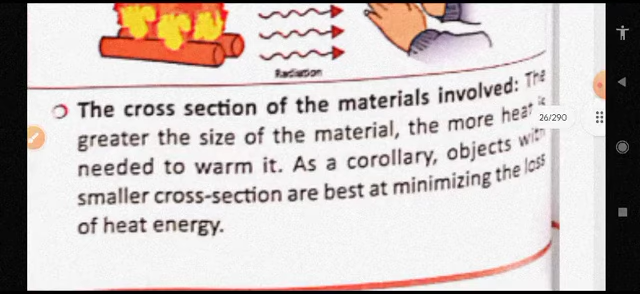 Radiation
The cross section of the materials involved: The
greater the size of the material, the more heat is
26/290
needed to warm it. As a corollary, objects with
smaller cross-section are best at minimizing the loss
of heat energy.